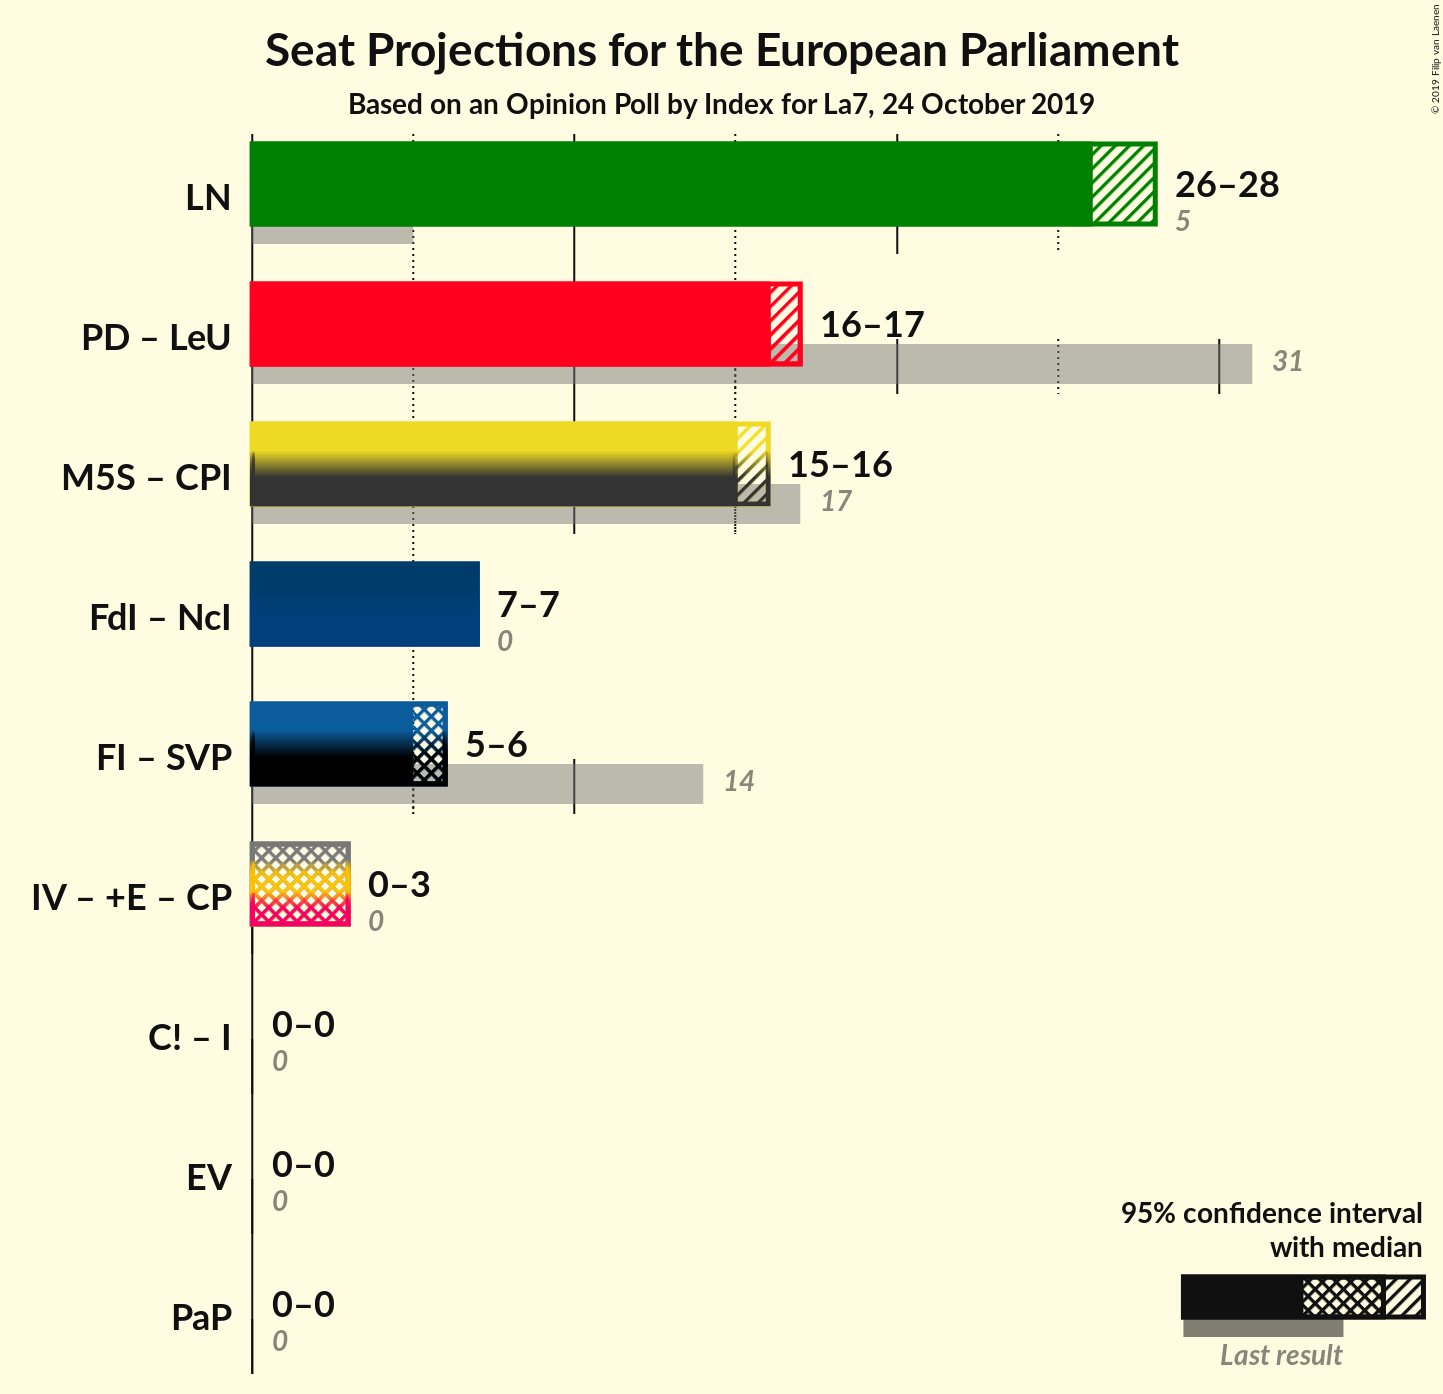 Seat Projections for the European Parliament
Based on an Opinion Poll by Index for La7, 24 October 2019
© 2019 Filip van Laenen
LN
26–28
5
PD – LeU
16–17
31
M5S – CPI
15–16
17
FdI – NcI
7–7
0
FI – SVP
5–6
14
IV – +E – CP
0–3
0
C! – I
0–0
0
EV
0–0
0
PaP
0–0
0
95% confidence interval
with median
Last result